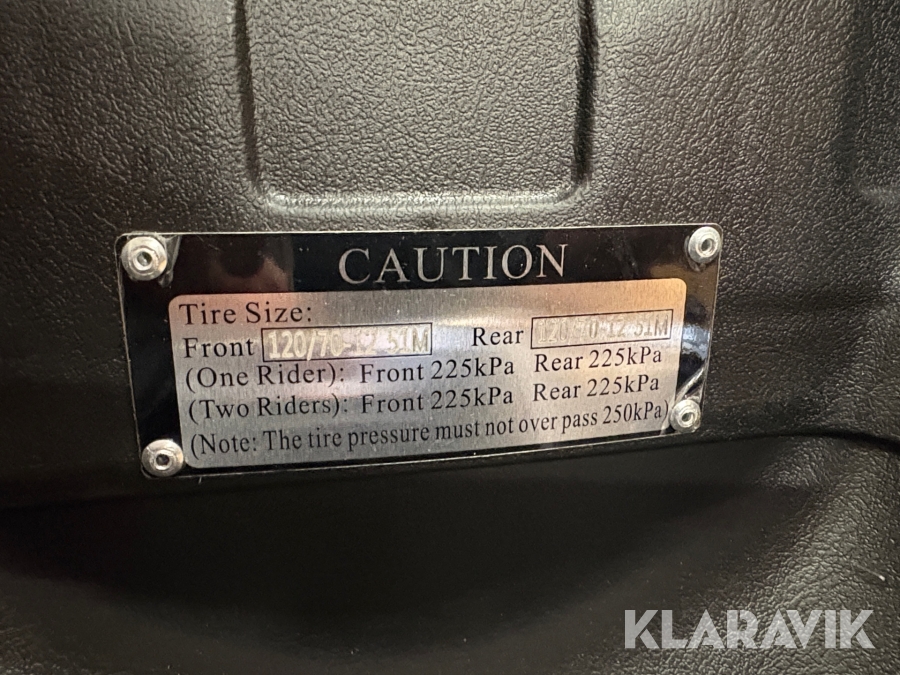 CAUTION
Tire Size:
Front 120/70-12 51M Rear 120/70-12 51M
(One Rider): Front 225kPa Rear 225kPa
(Two Riders): Front 225kPa Rear 225kPa
(Note: The tire pressure must not over pass 250kPa)
KLARAVIK